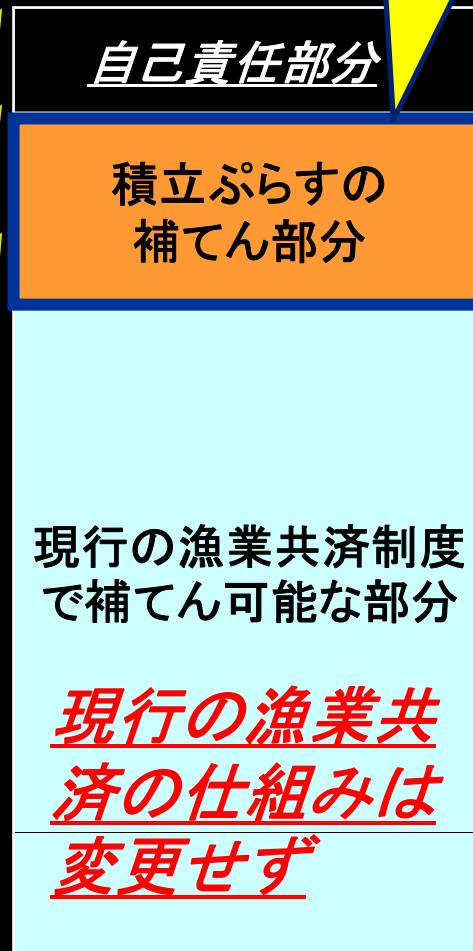 自己責任部分
積立ぷらすの
補てん部分
現行の漁業共済制度
で補てん可能な部分
現行の漁業共
済の仕組みは
変更せず